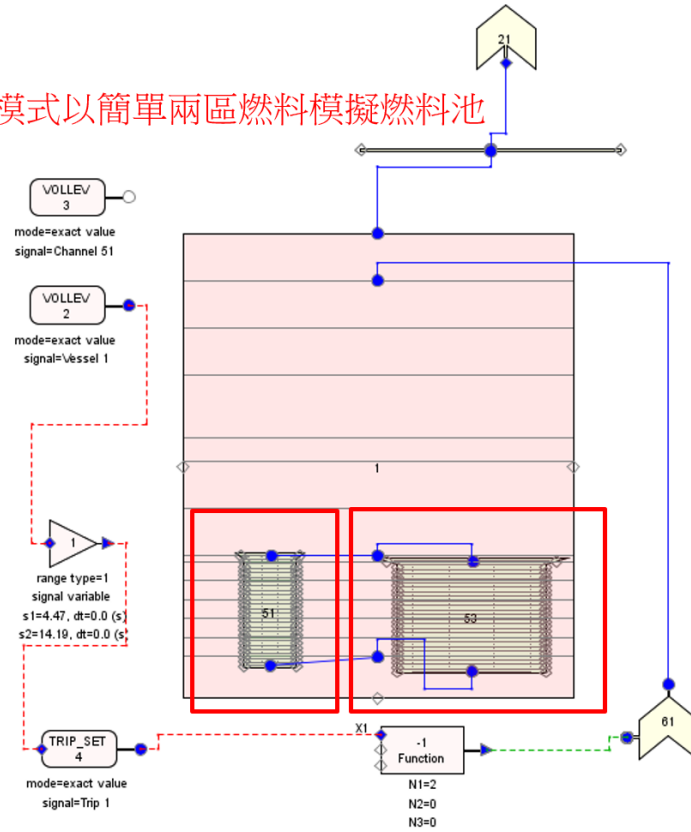 21
模式以簡單兩區燃料模擬燃料池
VOLLEV
3
mode=exact value
signal=Channel 51
VOLLEV
2
mode=exact value
signal=Vessel 1
1
1
range type=1
signal variable
s1=4.47, dt=0.0 (s)
s2=14.19, dt=0.0 (s)
51
53
61
TRIP_SET
4
mode=exact value
signal=Trip 1
X1
-1
Function
N1=2
N2=0
N3=0